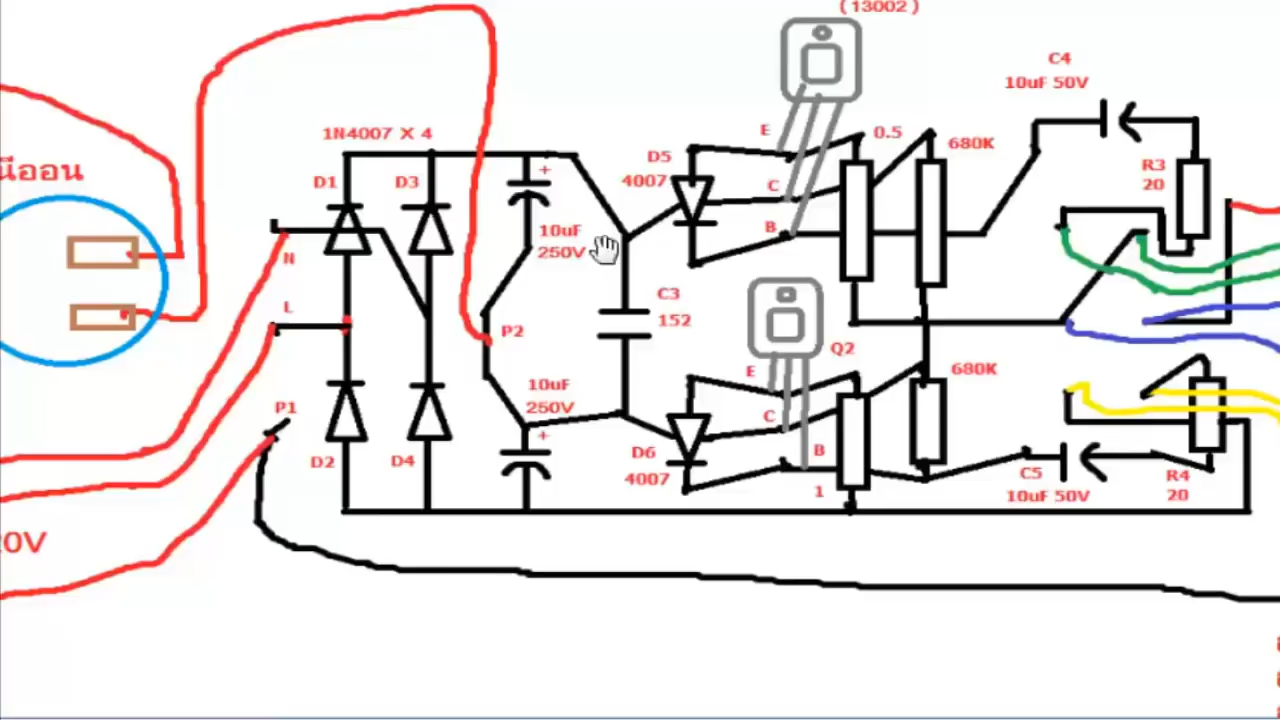 (13002)
C4
10uF 50V
1N4007 X 4
E
0.5
680K
D5
4007
R3
20
นีออน
D1
D3
+
C
B
10uF
250V
N
C3
152
L
P2
Q2
680K
E
10uF
250V
+
P1
C
D6
4007
B
1
D2
D4
C5
10uF 50V
R4
20
0V